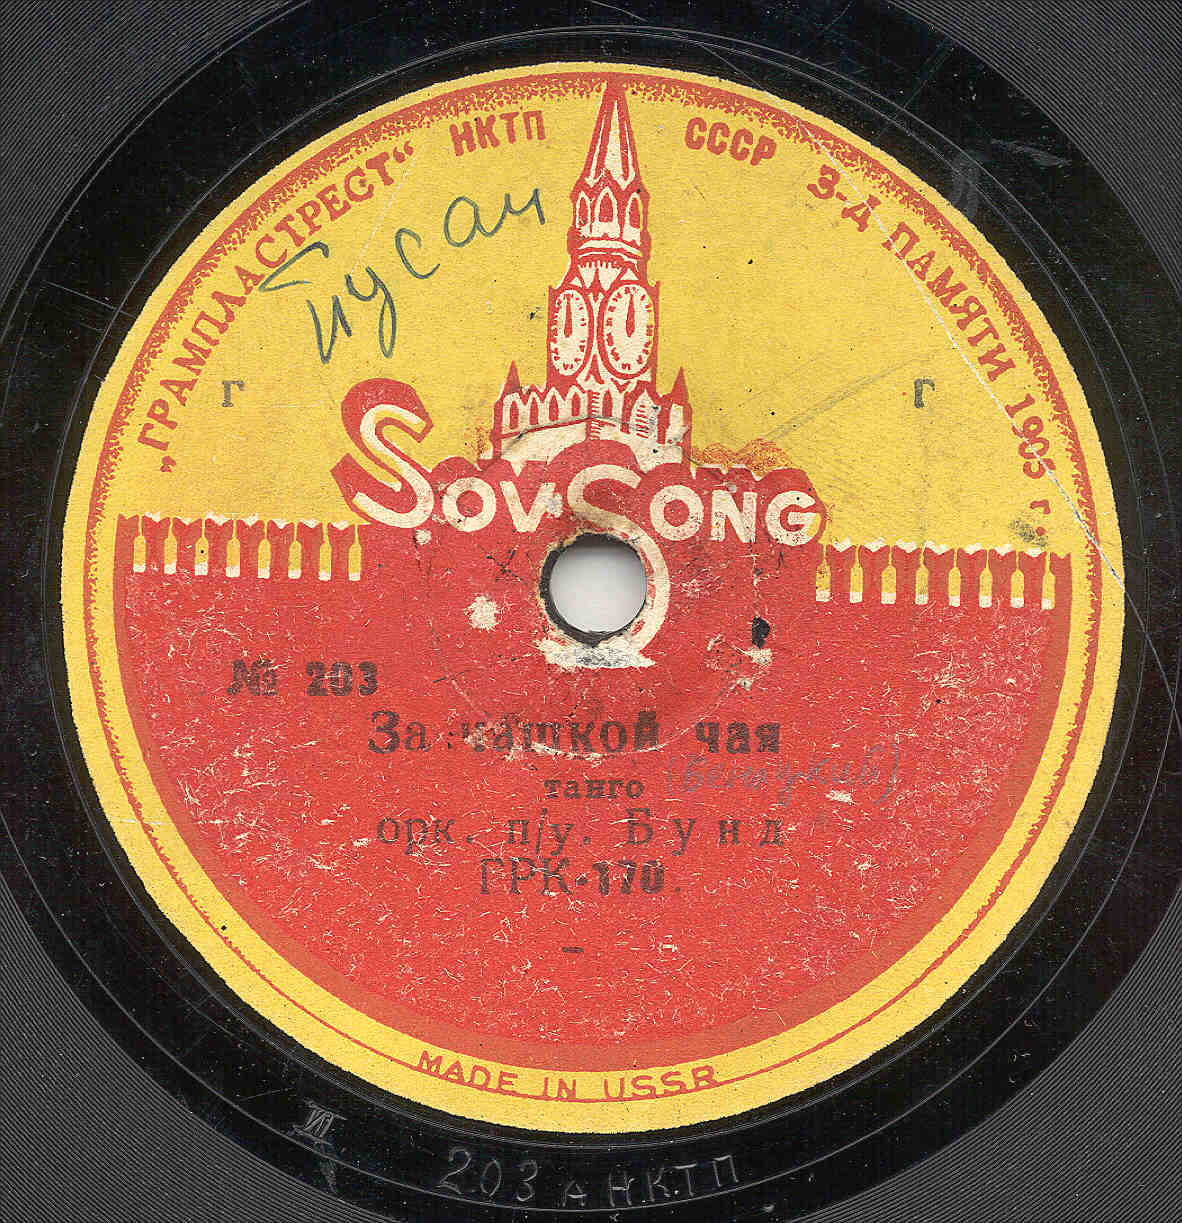 „ГРАМПЛАСТРЕСТ“ НКТП СССР З-Д ПАМЯТИ 1905 г.
Г Г
SovSong
№ 203
За чашкой чая
танго
орк. п/у. Бунд
ГРК-170
-
MADE IN USSR
203 А НКТП